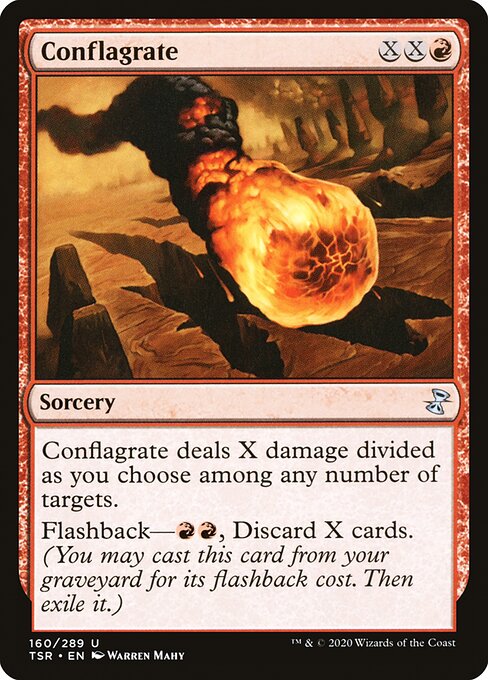 Conflagrate XXR
Sorcery
Conflagrate deals X damage divided
as you choose among any number of
targets.
Flashback—RR, Discard X cards.
(You may cast this card from your
graveyard for its flashback cost. Then
exile it.)
160/289 U
™ & © 2020 Wizards of the Coast
TSR • EN Warren Mahy